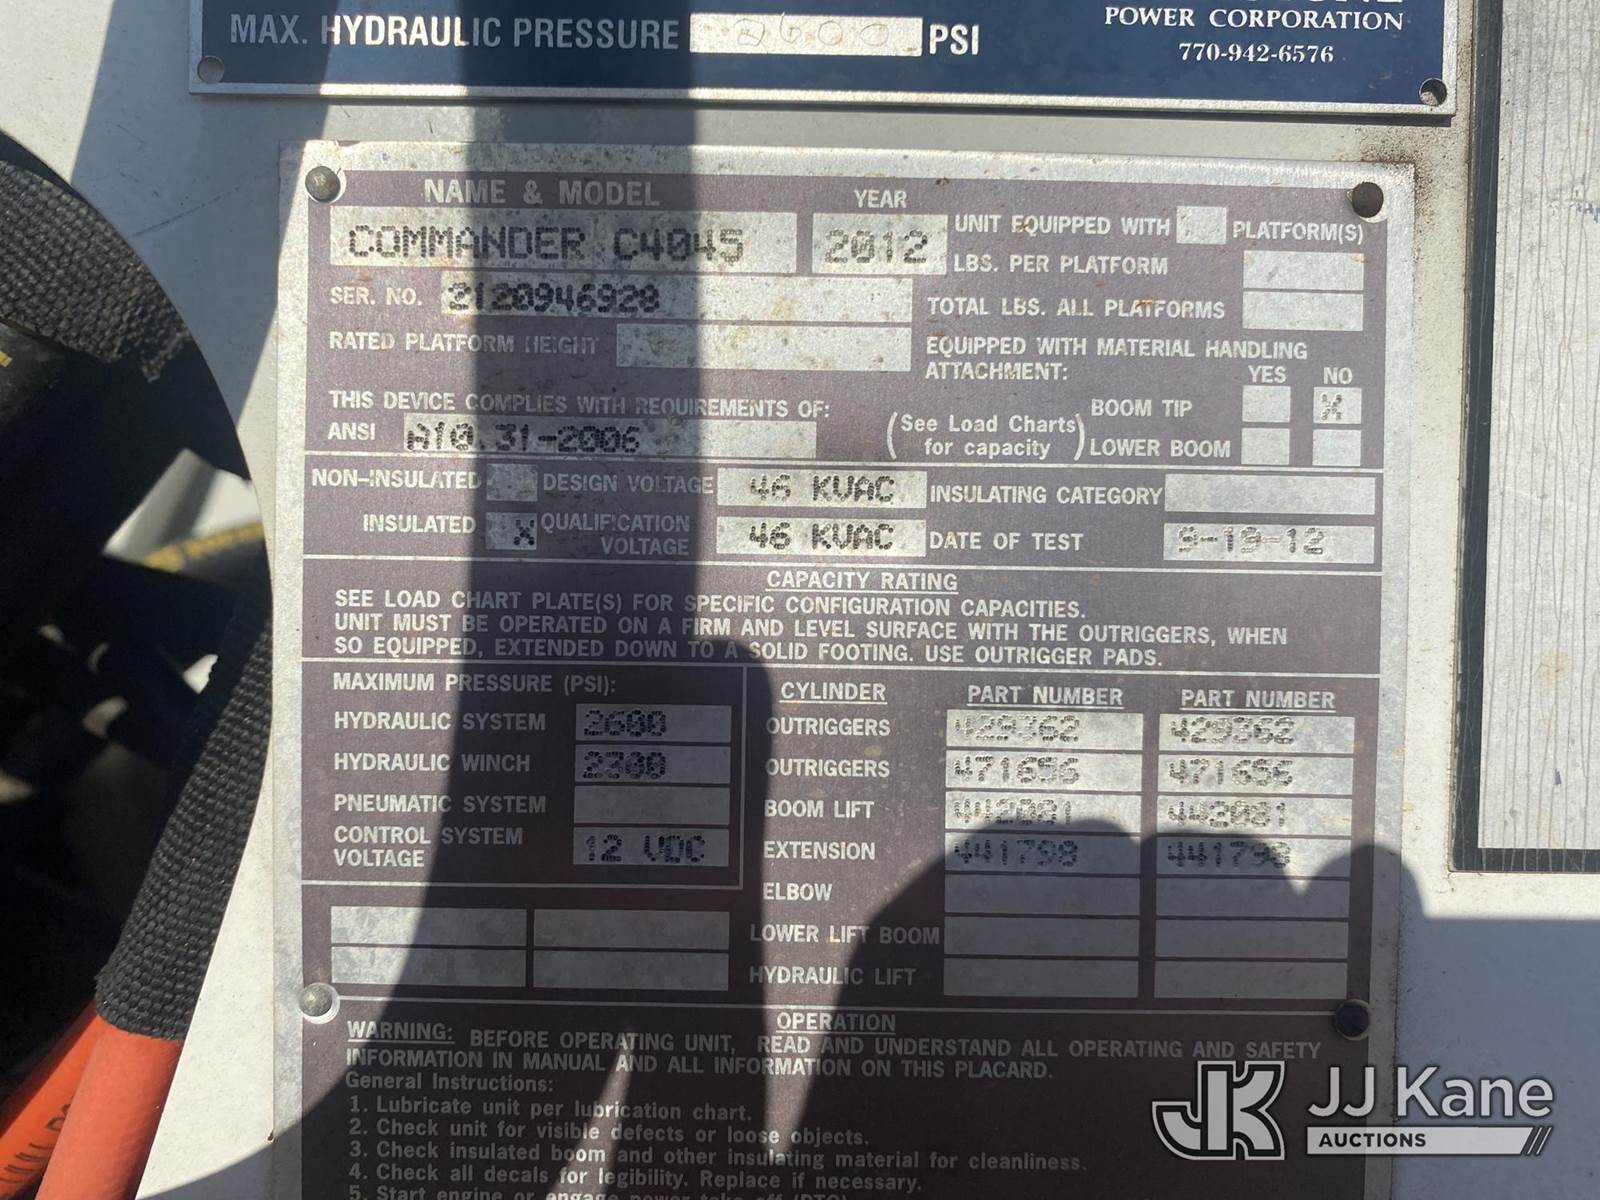 MAX. HYDRAULIC PRESSURE 2600 PSI
POWER CORPORATION
770-942-6576
NAME & MODEL YEAR
COMMANDER C4045 2012
UNIT EQUIPPED WITH PLATFORM(S)
LBS. PER PLATFORM
SER. NO. 2120946928
TOTAL LBS. ALL PLATFORMS
RATED PLATFORM HEIGHT
EQUIPPED WITH MATERIAL HANDLING
ATTACHMENT: YES NO
THIS DEVICE COMPLIES WITH REQUIREMENTS OF:
ANSI A10.31-2006
(See Load Charts for capacity)
BOOM TIP X
LOWER BOOM
NON-INSULATED DESIGN VOLTAGE 46 KVAC INSULATING CATEGORY
INSULATED X QUALIFICATION VOLTAGE 46 KVAC DATE OF TEST 9-19-12
CAPACITY RATING
SEE LOAD CHART PLATE(S) FOR SPECIFIC CONFIGURATION CAPACITIES.
UNIT MUST BE OPERATED ON A FIRM AND LEVEL SURFACE WITH THE OUTRIGGERS, WHEN
SO EQUIPPED, EXTENDED DOWN TO A SOLID FOOTING. USE OUTRIGGER PADS.
MAXIMUM PRESSURE (PSI):
HYDRAULIC SYSTEM 2600
HYDRAULIC WINCH 2300
PNEUMATIC SYSTEM
CONTROL SYSTEM VOLTAGE 12 VDC
CYLINDER PART NUMBER PART NUMBER
OUTRIGGERS 429362 429362
OUTRIGGERS 471656 471656
BOOM LIFT 442081 442081
EXTENSION 441798 441798
ELBOW
LOWER LIFT BOOM
HYDRAULIC LIFT
OPERATION
WARNING: BEFORE OPERATING UNIT, READ AND UNDERSTAND ALL OPERATING AND SAFETY
INFORMATION IN MANUAL AND ALL INFORMATION ON THIS PLACARD.
General Instructions:
1. Lubricate unit per lubrication chart.
2. Check unit for visible defects or loose objects.
3. Check insulated boom and other insulating material for cleanliness.
4. Check all decals for legibility. Replace if necessary.
5. Start engine or engage power take off (PTO)
JK JJ Kane
AUCTIONS